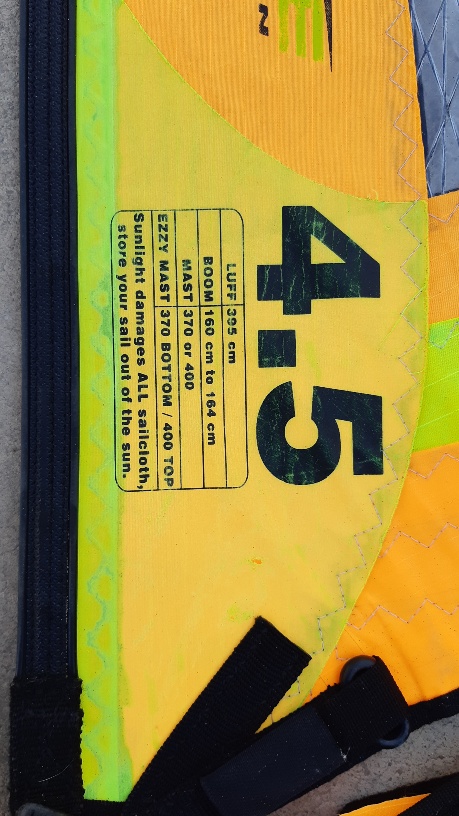 4.5
LUFF 395 cm
BOOM 160 cm to 164 cm
MAST 370 or 400
EZZY MAST 370 BOTTOM / 400 TOP
Sunlight damages ALL sailcloth,
store your sail out of the sun.